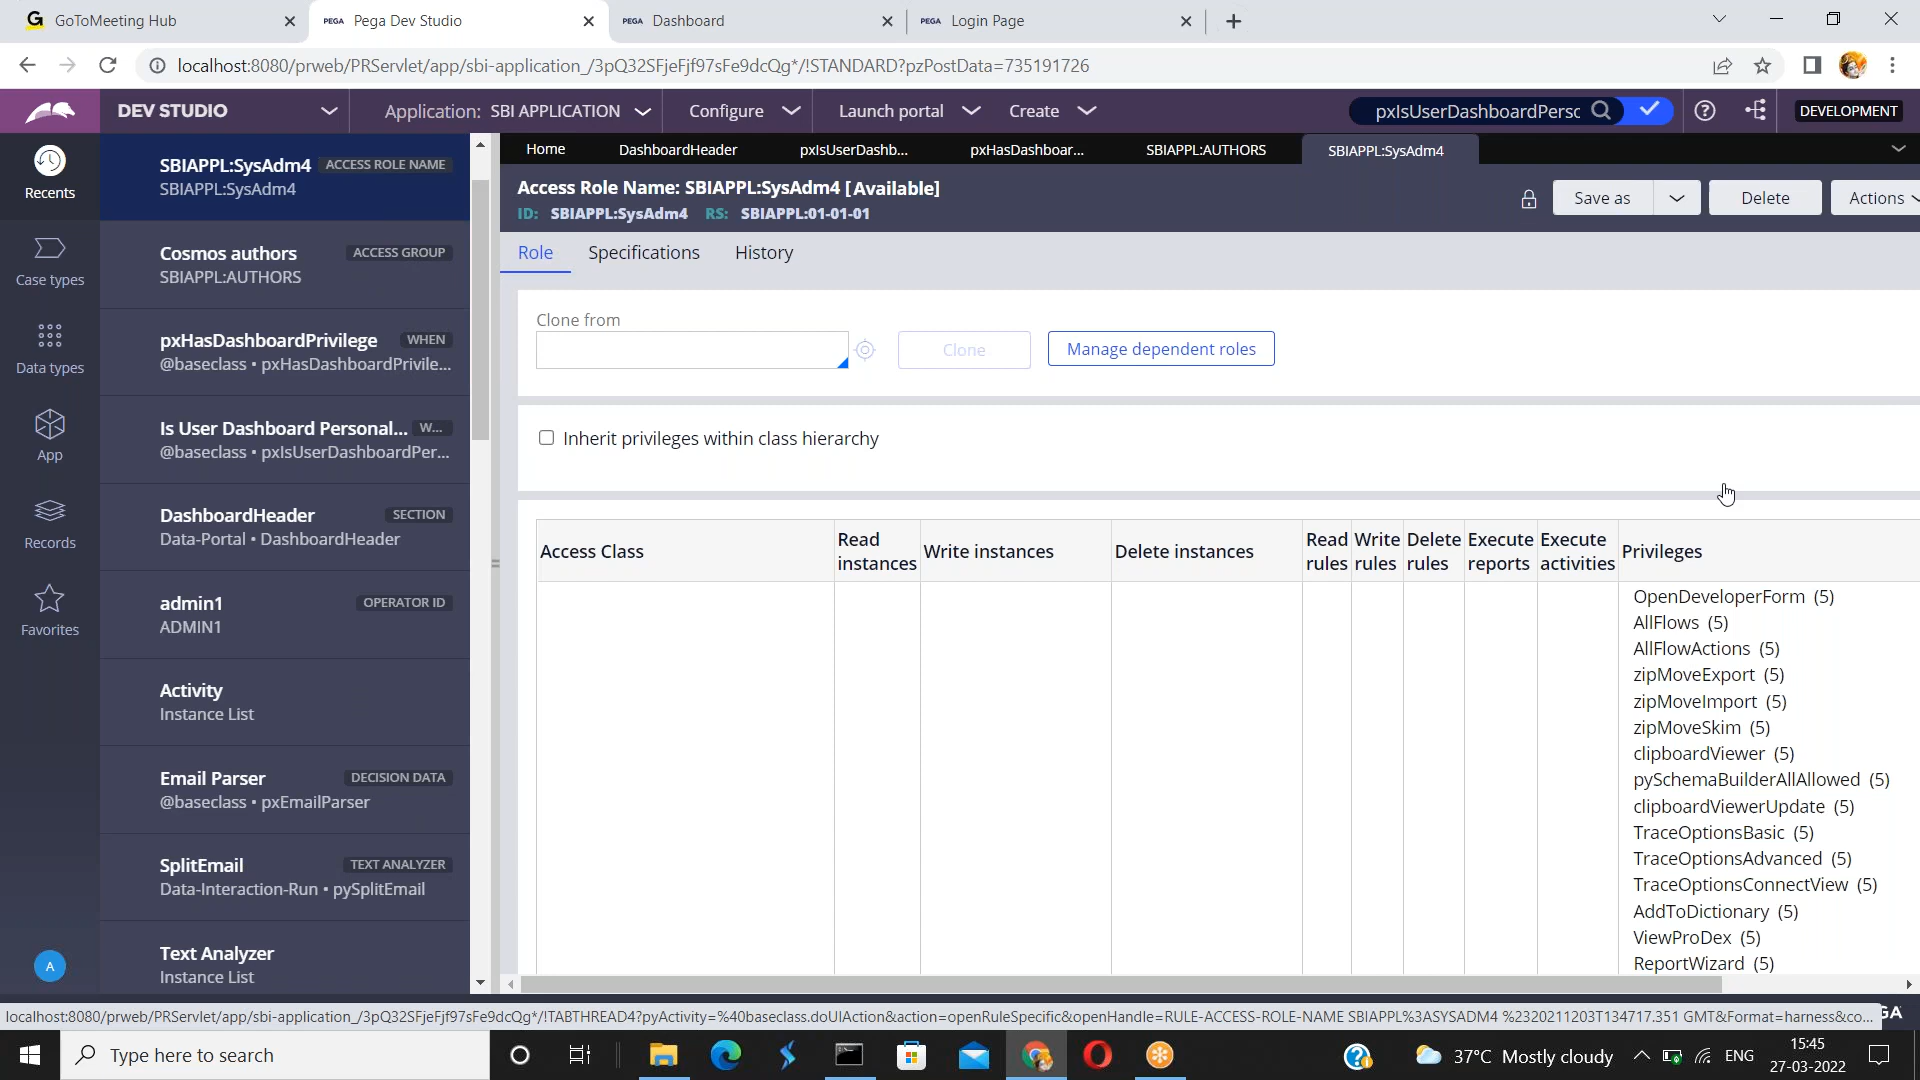 G GoToMeeting Hub
PEGA Pega Dev Studio
PEGA Dashboard
PEGA Login Page
localhost:8080/prweb/PRServlet/app/sbi-application_/3pQ32SFjeFjf97sFe9dcQg*/!STANDARD?pzPostData=735191726
DEV STUDIO
Application: SBI APPLICATION
Configure
Launch portal
Create
pxIsUserDashboardPersc
DEVELOPMENT
Recents
Case types
Data types
App
Records
Favorites
A
SBIAPPL:SysAdm4 ACCESS ROLE NAME
SBIAPPL:SysAdm4
Cosmos authors ACCESS GROUP
SBIAPPL:AUTHORS
pxHasDashboardPrivilege WHEN
@baseclass • pxHasDashboardPrivile...
Is User Dashboard Personal... W...
@baseclass • pxIsUserDashboardPer...
DashboardHeader SECTION
Data-Portal • DashboardHeader
admin1 OPERATOR ID
ADMIN1
Activity
Instance List
Email Parser DECISION DATA
@baseclass • pxEmailParser
SplitEmail TEXT ANALYZER
Data-Interaction-Run • pySplitEmail
Text Analyzer
Instance List
Home
DashboardHeader
pxIsUserDashb...
pxHasDashboar...
SBIAPPL:AUTHORS
SBIAPPL:SysAdm4
Access Role Name: SBIAPPL:SysAdm4 [Available]
ID: SBIAPPL:SysAdm4 RS: SBIAPPL:01-01-01
Save as
Delete
Actions
Role
Specifications
History
Clone from
Clone
Manage dependent roles
Inherit privileges within class hierarchy
Access Class
Read instances
Write instances
Delete instances
Read rules
Write rules
Delete rules
Execute reports
Execute activities
Privileges
OpenDeveloperForm (5)
AllFlows (5)
AllFlowActions (5)
zipMoveExport (5)
zipMoveImport (5)
zipMoveSkim (5)
clipboardViewer (5)
pySchemaBuilderAllAllowed (5)
clipboardViewerUpdate (5)
TraceOptionsBasic (5)
TraceOptionsAdvanced (5)
TraceOptionsConnectView (5)
AddToDictionary (5)
ViewProDex (5)
ReportWizard (5)
localhost:8080/prweb/PRServlet/app/sbi-application_/3pQ32SFjeFjf97sFe9dcQg*/!TABTHREAD4?pyActivity=%40baseclass.doUIAction&action=openRuleSpecific&openHandle=RULE-ACCESS-ROLE-NAME SBIAPPL%3ASYSADM4 %2320211203T134717.351 GMT&Format=harness&co...
GA
Type here to search
37°C Mostly cloudy
ENG
15:45
27-03-2022